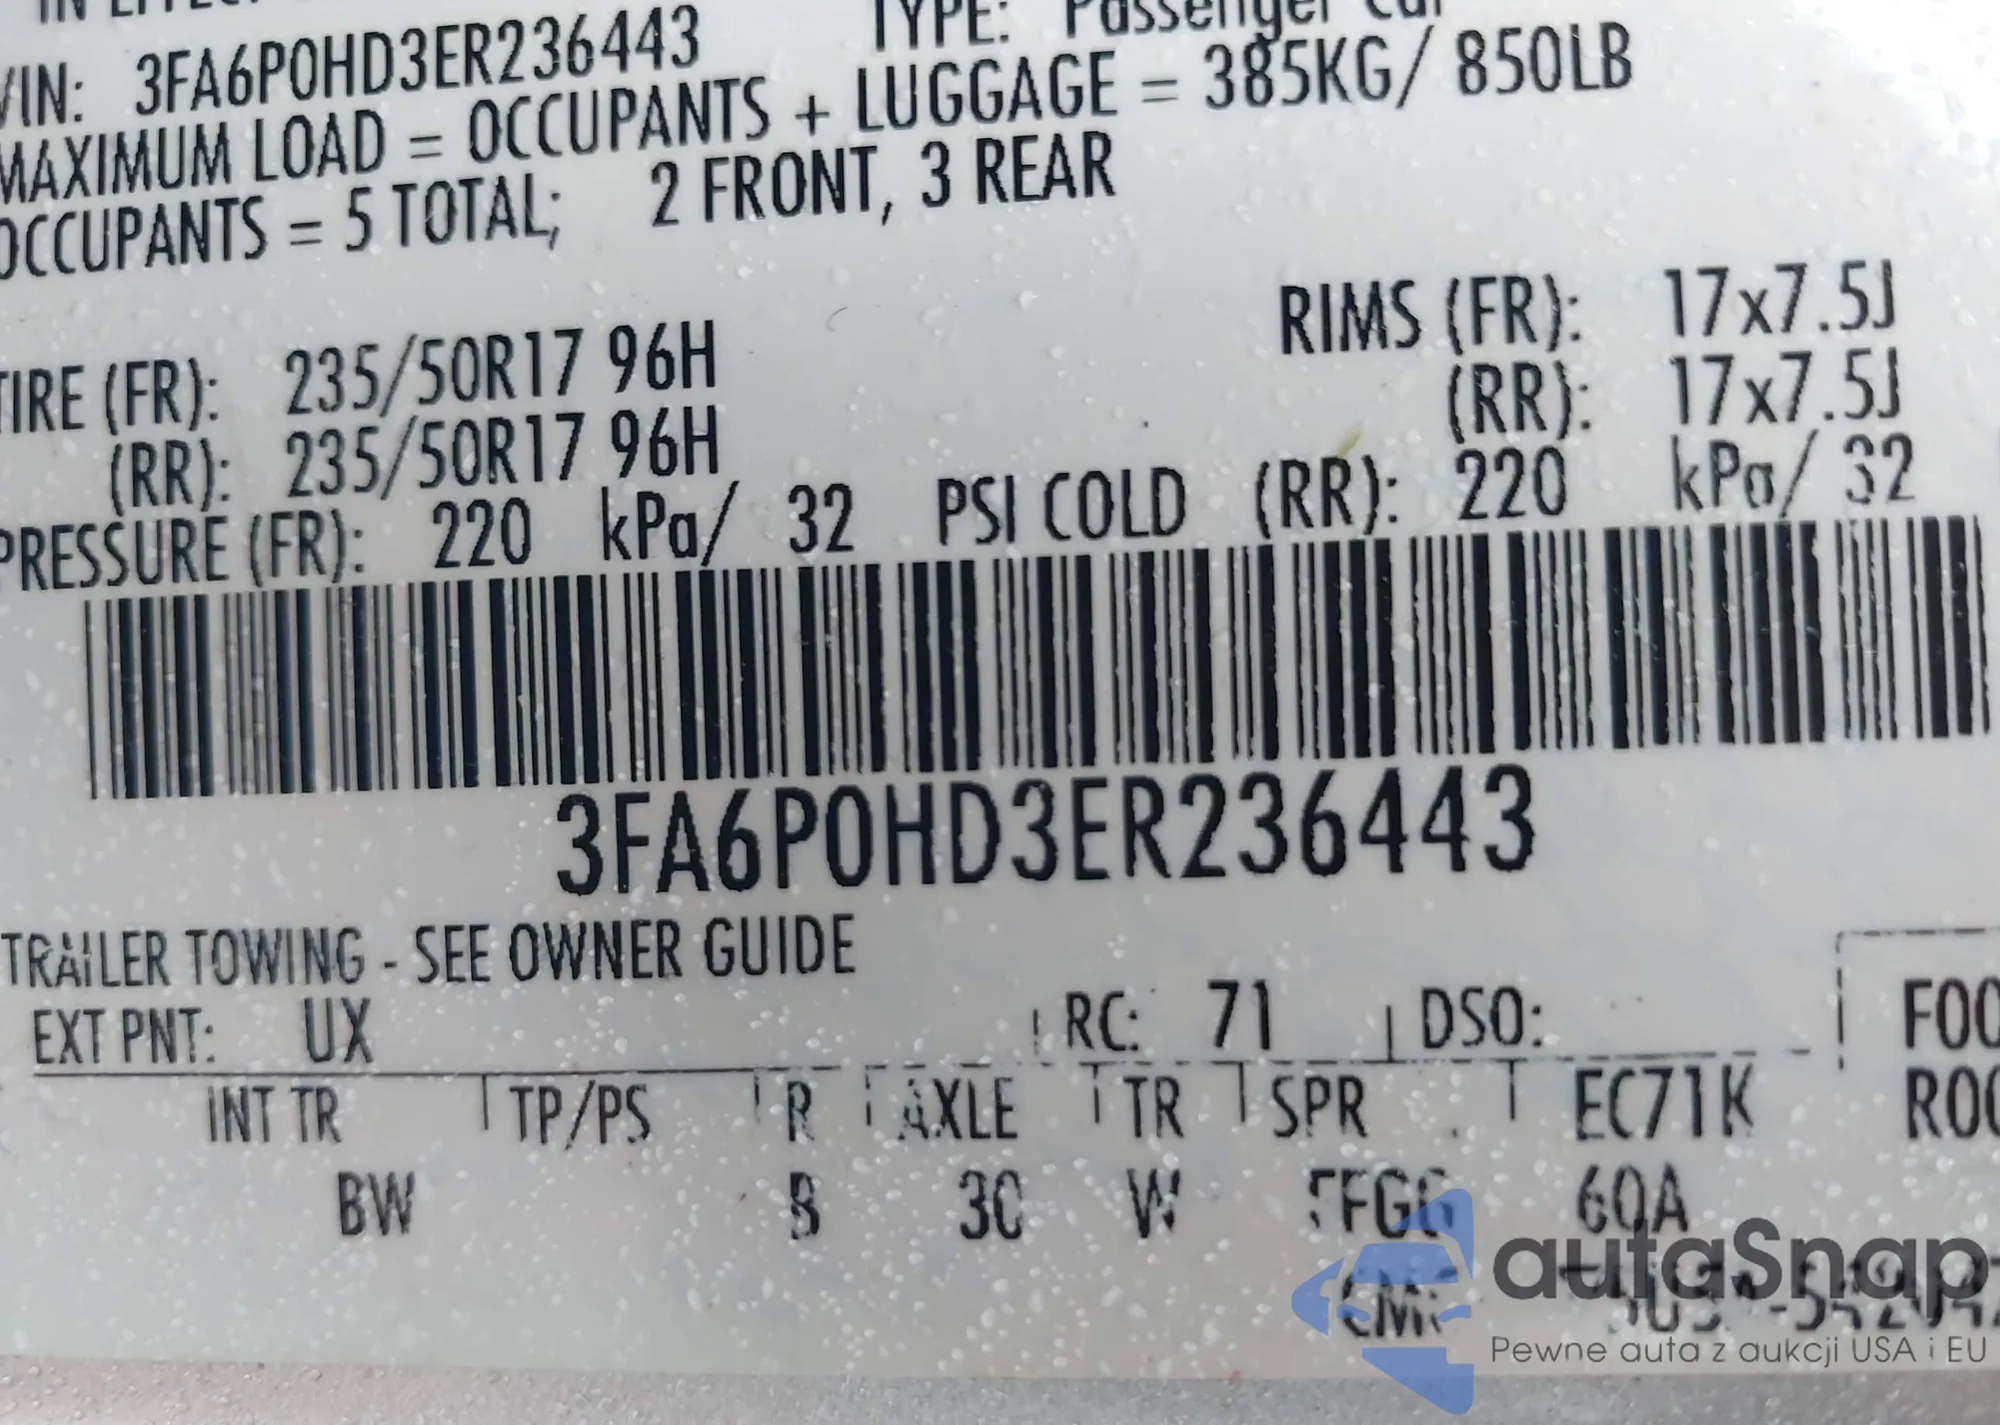 VIN: 3FA6P0HD3ER236443 TYPE: Passenger Car
MAXIMUM LOAD = OCCUPANTS + LUGGAGE = 385KG/ 850LB
OCCUPANTS = 5 TOTAL; 2 FRONT, 3 REAR
TIRE (FR): 235/50R17 96H RIMS (FR): 17x7.5J
(RR): 235/50R17 96H (RR): 17x7.5J
PRESSURE (FR): 220 kPa/ 32 PSI COLD (RR): 220 kPa/ 32
3FA6P0HD3ER236443
TRAILER TOWING - SEE OWNER GUIDE
EXT PNT: UX RC: 71 DSO:
INT TR TP/PS R AXLE TR SPR EC71K
BW B 3C W 60A
autaSnap
Pewne auta z aukcji USA i EU